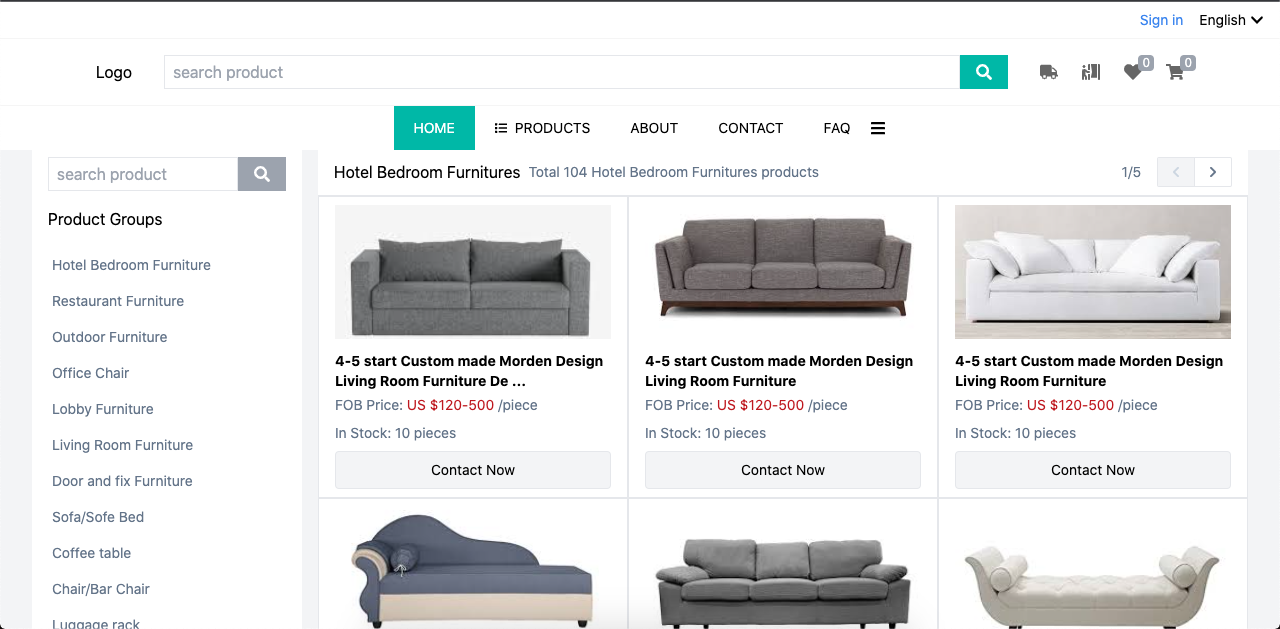 Sign in English
Logo search product 0 0
HOME PRODUCTS ABOUT CONTACT FAQ
search product
Product Groups
Hotel Bedroom Furniture
Restaurant Furniture
Outdoor Furniture
Office Chair
Lobby Furniture
Living Room Furniture
Door and fix Furniture
Sofa/Sofe Bed
Coffee table
Chair/Bar Chair
Luggage rack
Hotel Bedroom Furnitures Total 104 Hotel Bedroom Furnitures products 1/5
4-5 start Custom made Morden Design
Living Room Furniture De ...
FOB Price: US $120-500 /piece
In Stock: 10 pieces
Contact Now
4-5 start Custom made Morden Design
Living Room Furniture
FOB Price: US $120-500 /piece
In Stock: 10 pieces
Contact Now
4-5 start Custom made Morden Design
Living Room Furniture
FOB Price: US $120-500 /piece
In Stock: 10 pieces
Contact Now